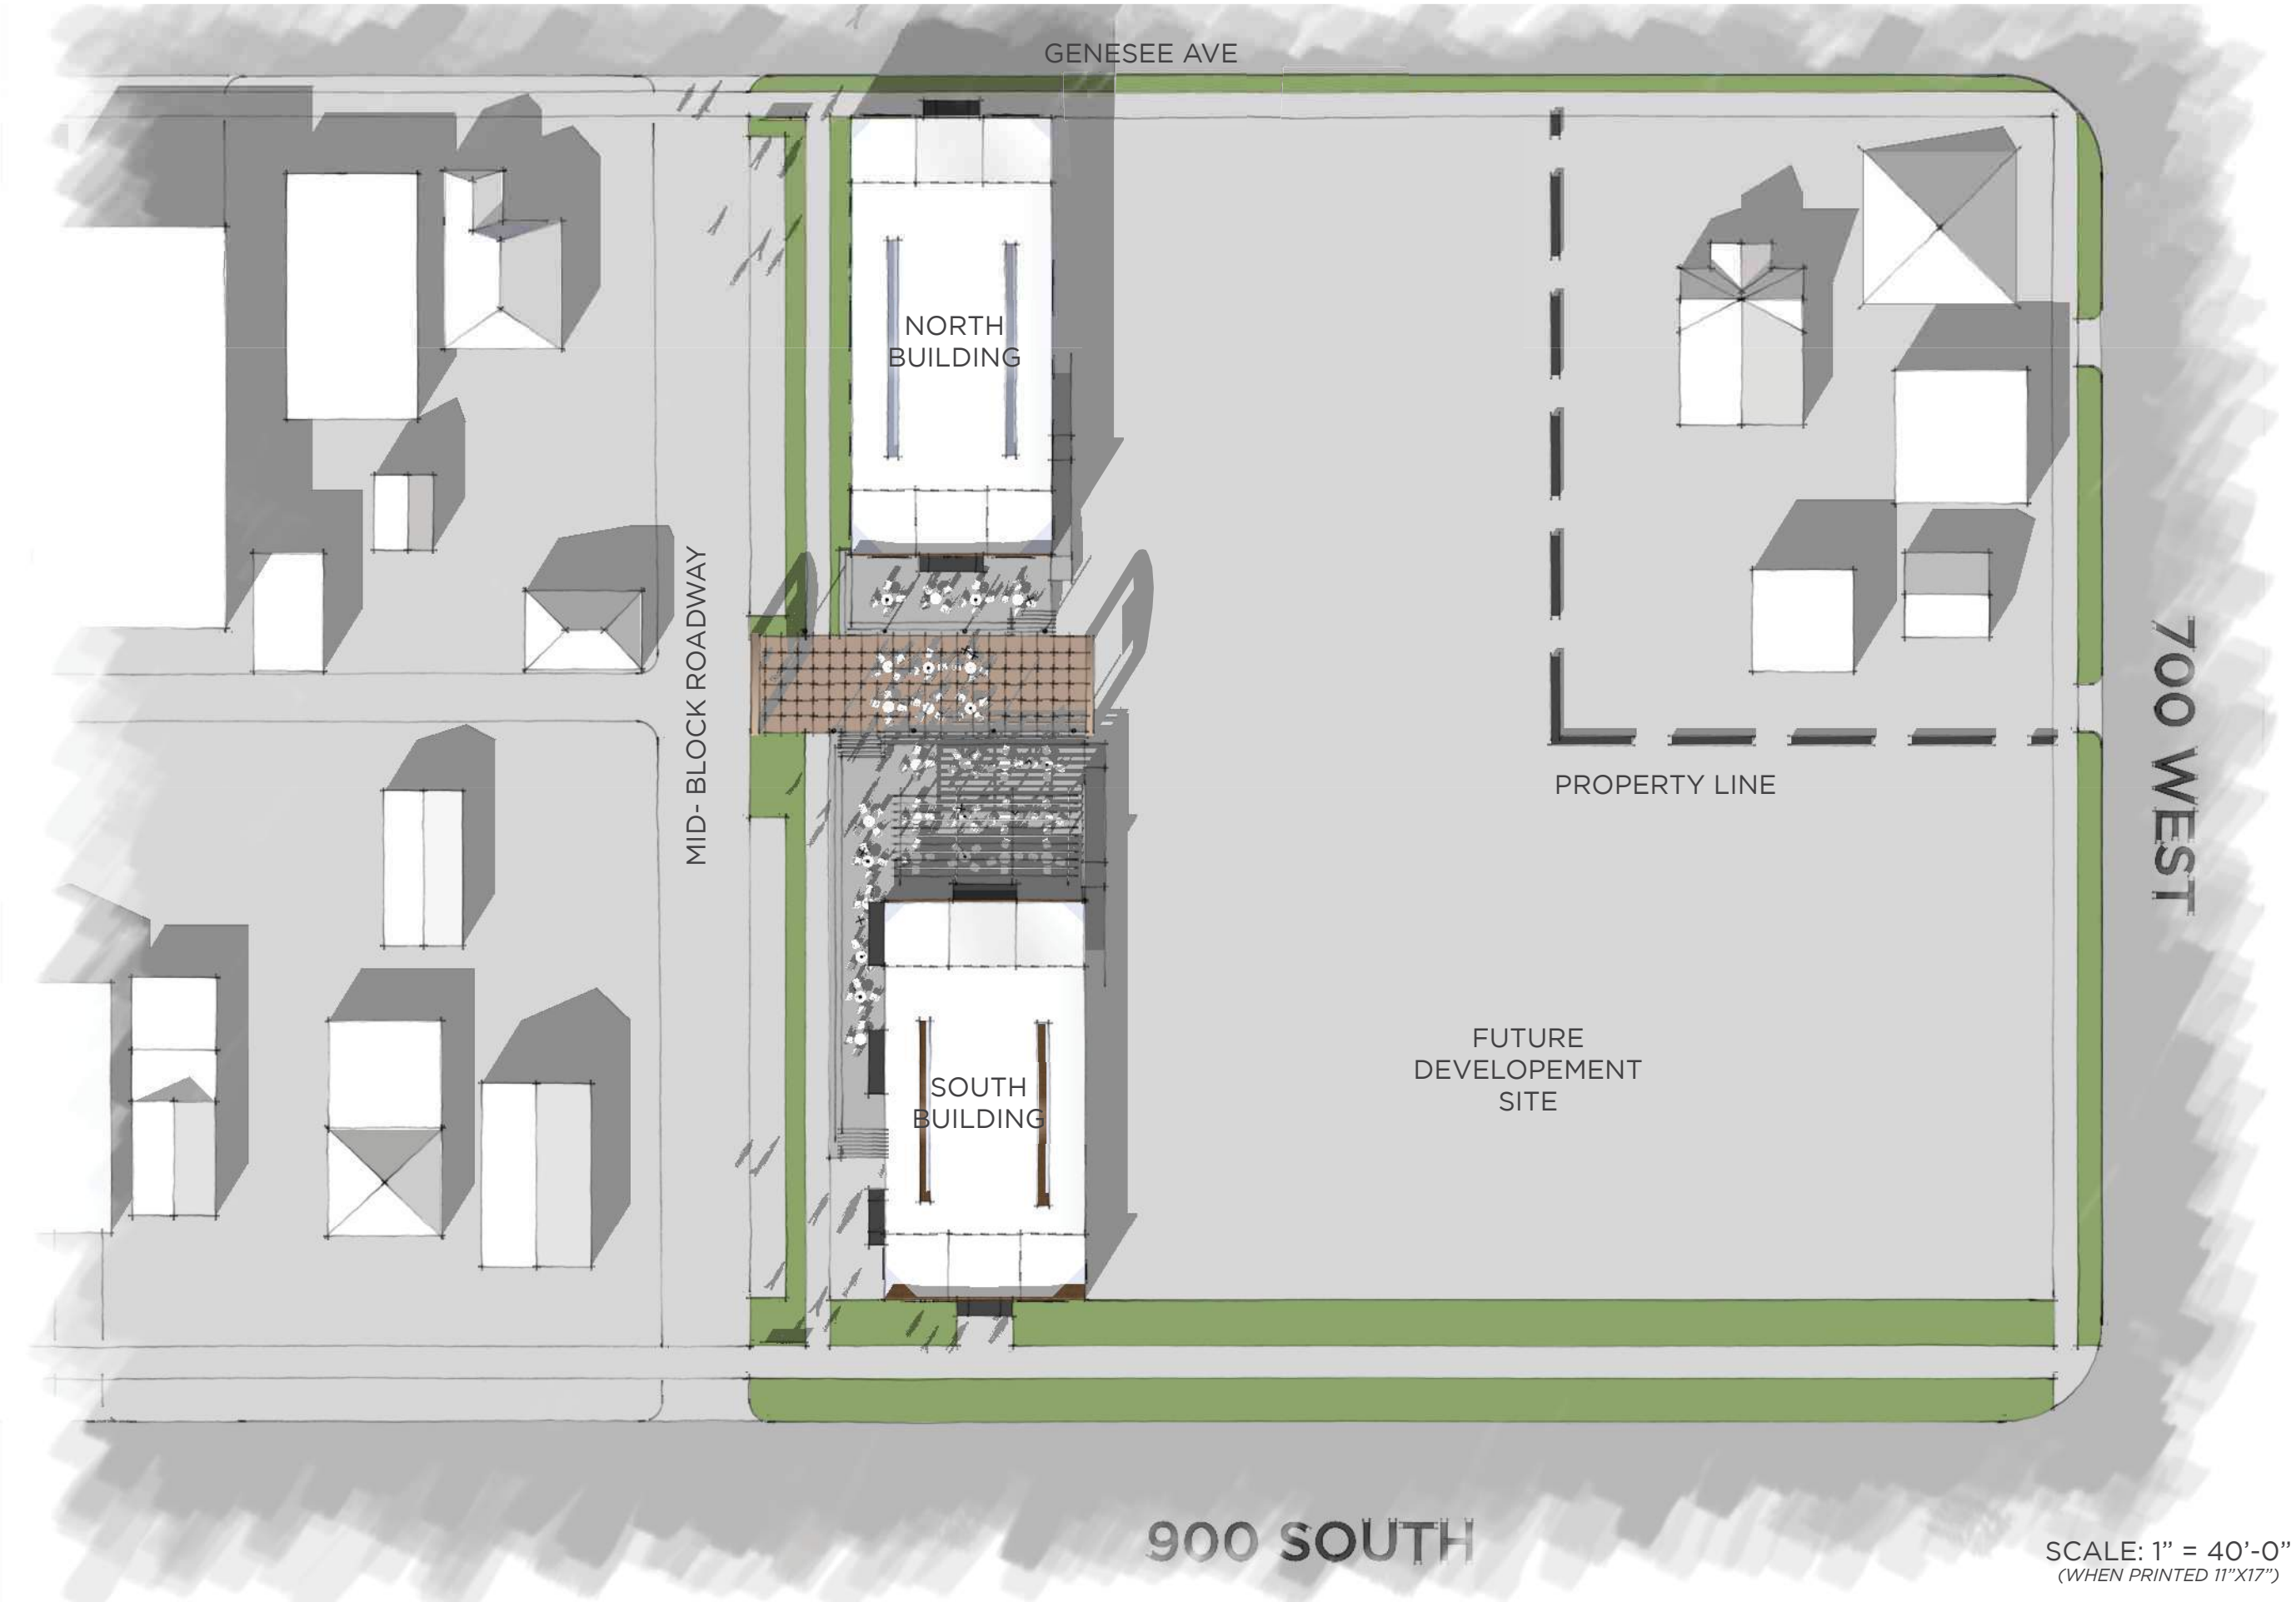 GENESEE AVE
NORTH
BUILDING
MID- BLOCK ROADWAY
700 WEST
PROPERTY LINE
FUTURE
DEVELOPEMENT
SITE
SOUTH
BUILDING
900 SOUTH
SCALE: 1” = 40’-0”
(WHEN PRINTED 11”X17”)